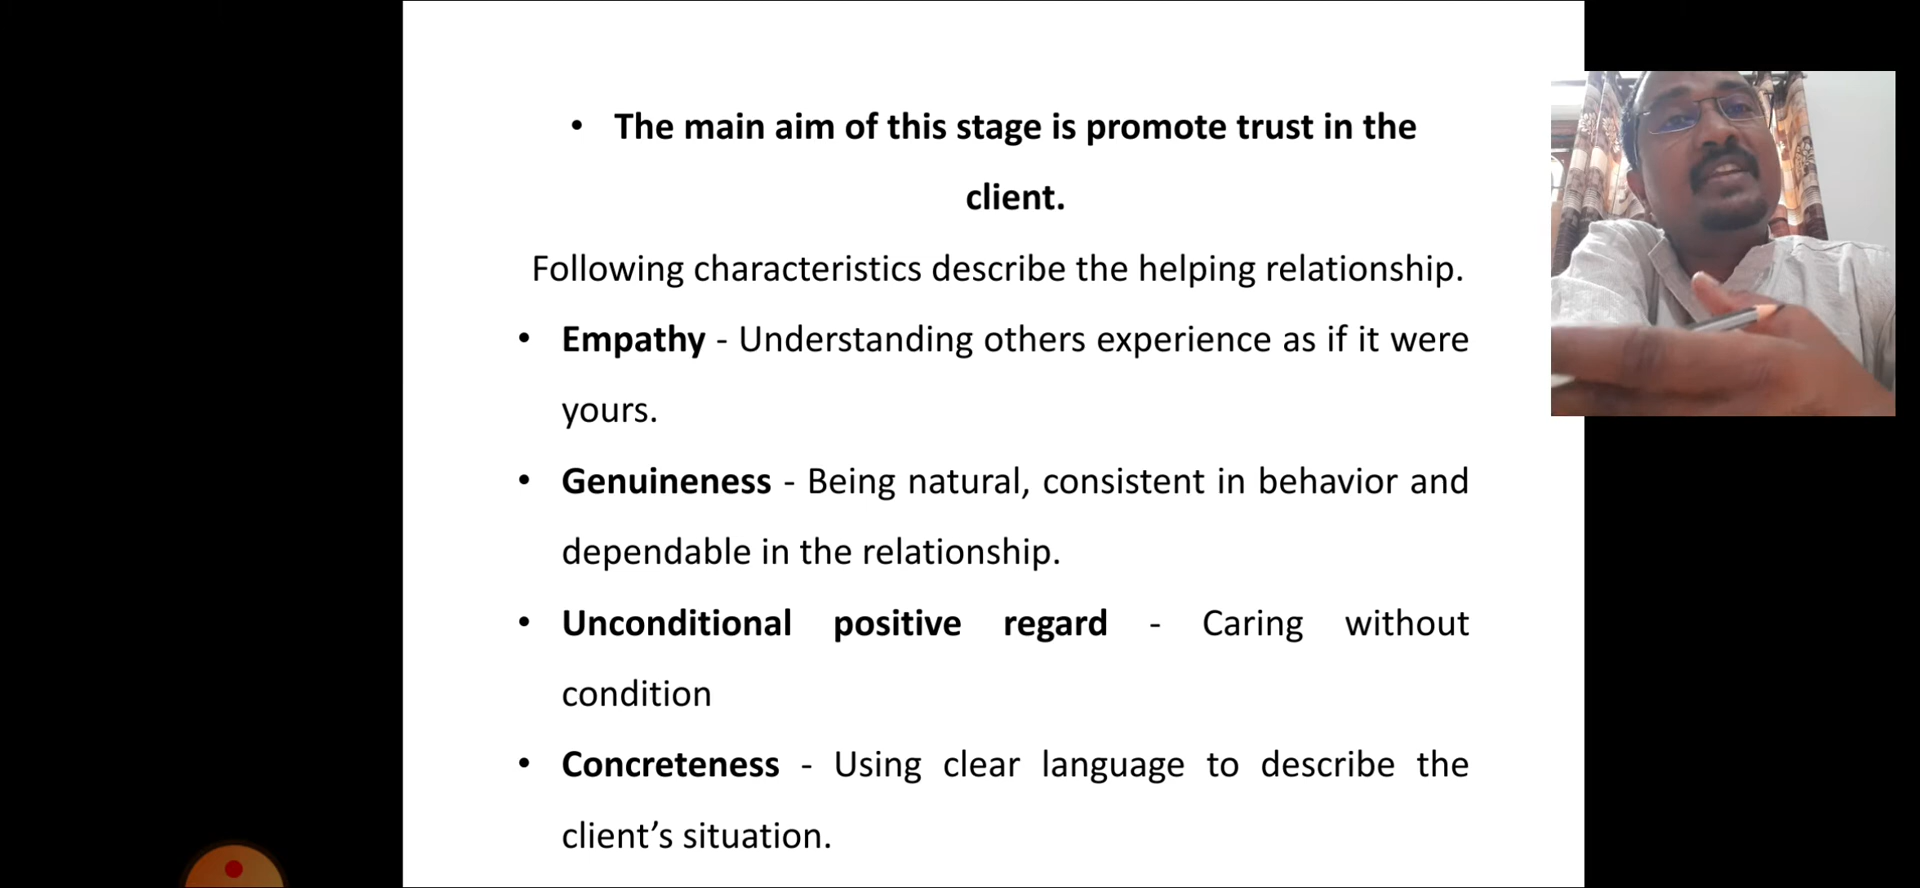 • The main aim of this stage is promote trust in the
client.
Following characteristics describe the helping relationship.
• Empathy - Understanding others experience as if it were
yours.
• Genuineness - Being natural, consistent in behavior and
dependable in the relationship.
• Unconditional positive regard - Caring without
condition
• Concreteness - Using clear language to describe the
client’s situation.